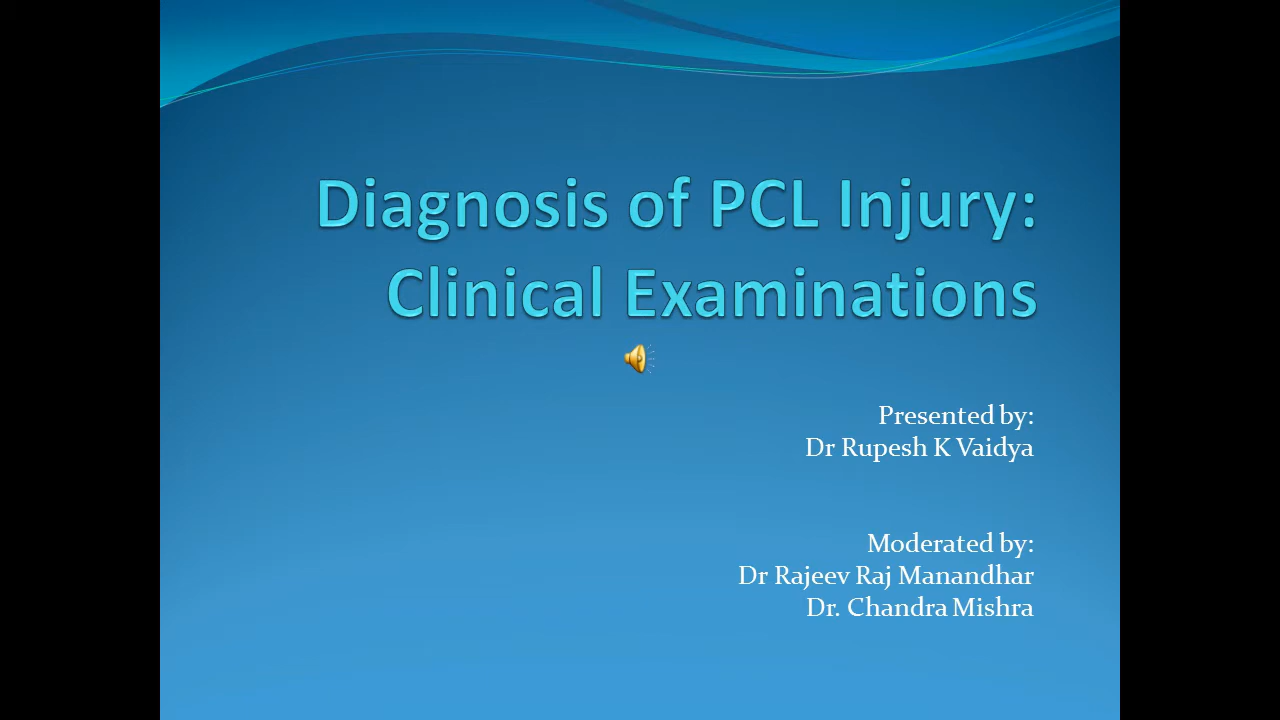 Diagnosis of PCL Injury:
Clinical Examinations
Presented by:
Dr Rupesh K Vaidya
Moderated by:
Dr Rajeev Raj Manandhar
Dr. Chandra Mishra